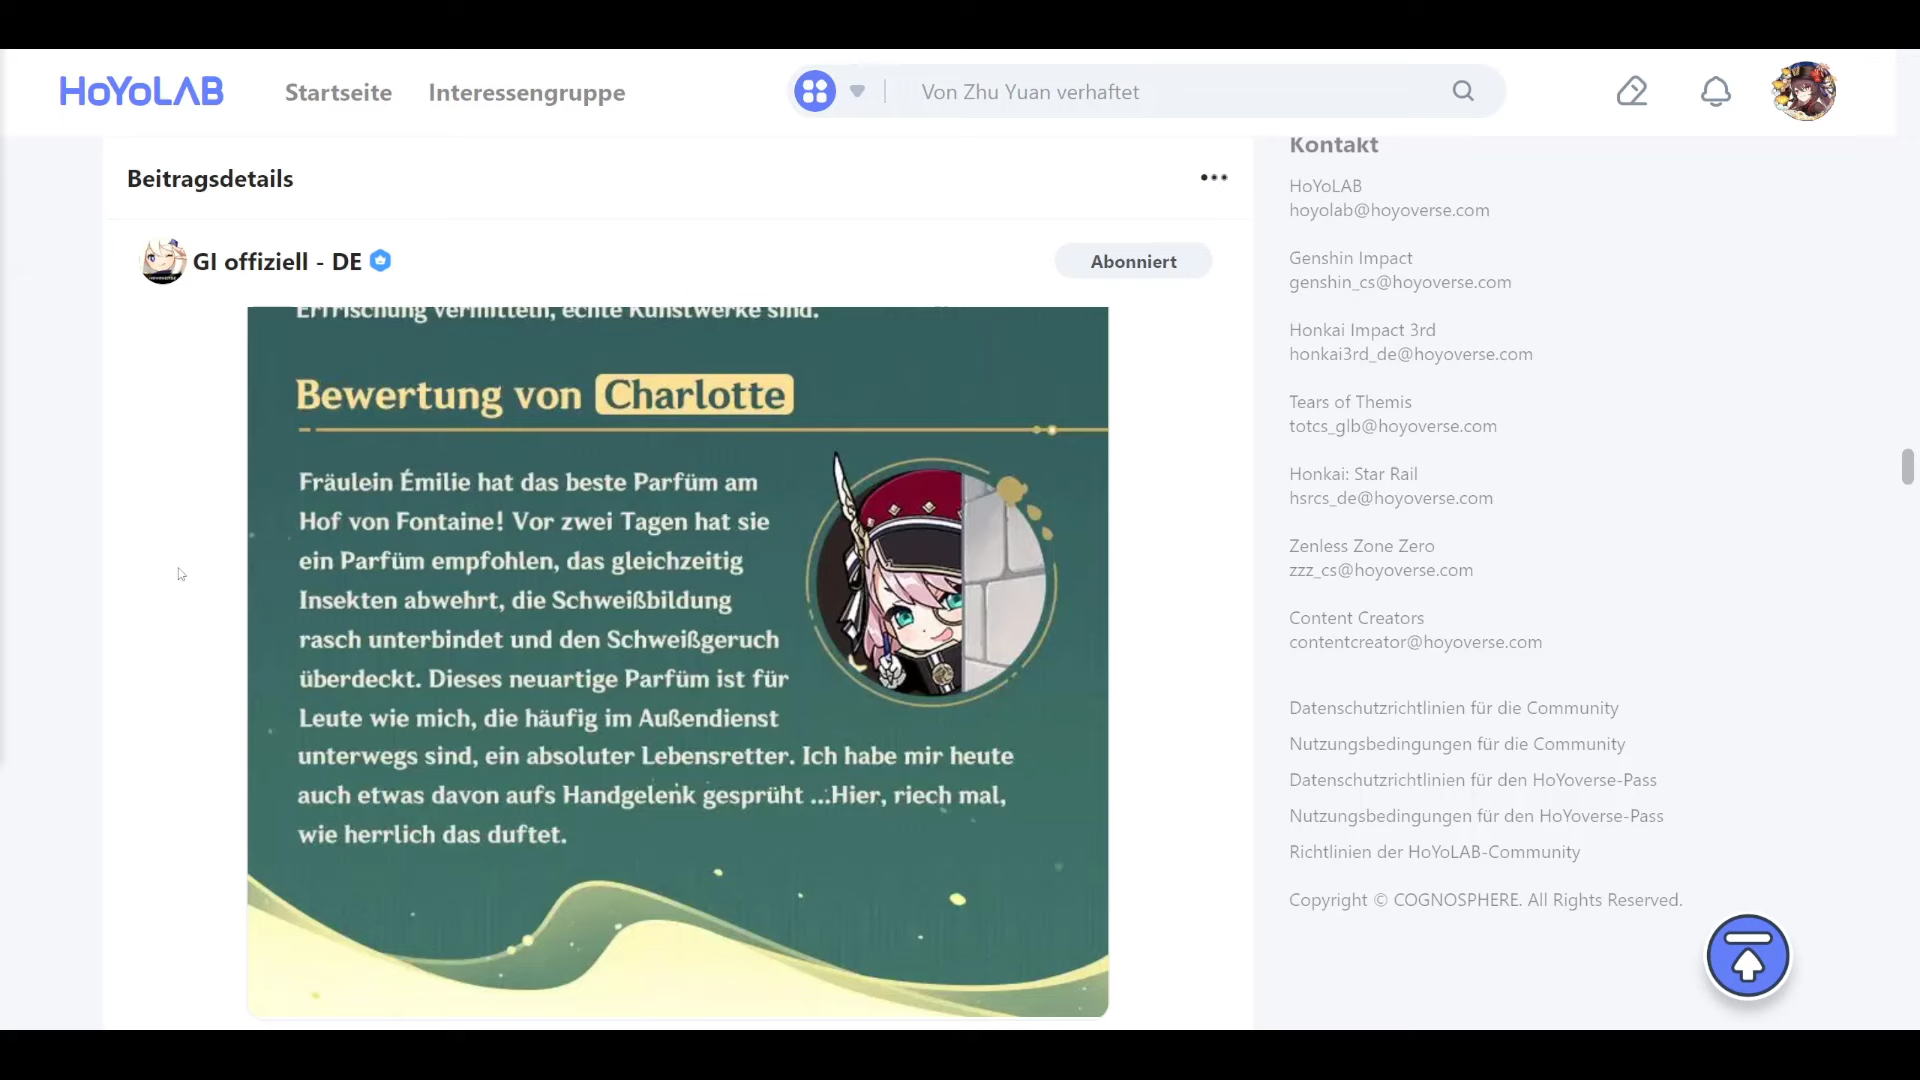 HoYoLAB
Startseite
Interessengruppe
Von Zhu Yuan verhaftet
Beitragsdetails
GI offiziell - DE
Abonniert
Erfrischung vermitteln, echte Kunstwerke sind.
Bewertung von Charlotte
Fräulein Émilie hat das beste Parfüm am
Hof von Fontaine! Vor zwei Tagen hat sie
ein Parfüm empfohlen, das gleichzeitig
Insekten abwehrt, die Schweißbildung
rasch unterbindet und den Schweißgeruch
überdeckt. Dieses neuartige Parfüm ist für
Leute wie mich, die häufig im Außendienst
unterwegs sind, ein absoluter Lebensretter. Ich habe mir heute
auch etwas davon aufs Handgelenk gesprüht ...Hier, riech mal,
wie herrlich das duftet.
Kontakt
HoYoLAB
hoyolab@hoyoverse.com
Genshin Impact
genshin_cs@hoyoverse.com
Honkai Impact 3rd
honkai3rd_de@hoyoverse.com
Tears of Themis
totcs_glb@hoyoverse.com
Honkai: Star Rail
hsrcs_de@hoyoverse.com
Zenless Zone Zero
zzz_cs@hoyoverse.com
Content Creators
contentcreator@hoyoverse.com
Datenschutzrichtlinien für die Community
Nutzungsbedingungen für die Community
Datenschutzrichtlinien für den HoYoverse-Pass
Nutzungsbedingungen für den HoYoverse-Pass
Richtlinien der HoYoLAB-Community
Copyright © COGNOSPHERE. All Rights Reserved.